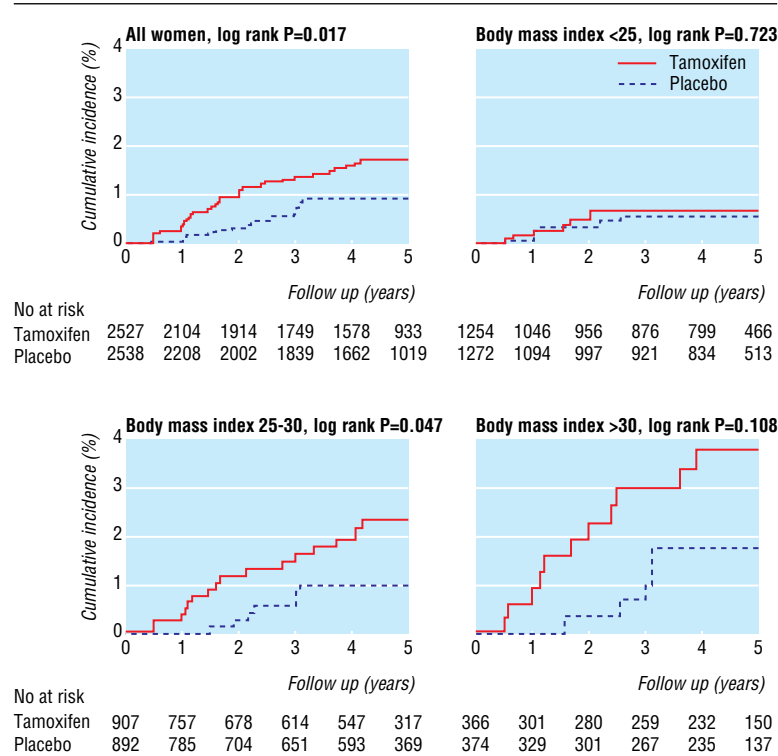 All women, log rank P=0.017
Body mass index <25, log rank P=0.723
Cumulative incidence (%)
4
3
2
1
0
0 1 2 3 4 5
Tamoxifen
Placebo
0 1 2 3 4 5
Follow up (years)
Follow up (years)
No at risk
Tamoxifen 2527 2104 1914 1749 1578 933 1254 1046 956 876 799 466
Placebo 2538 2208 2002 1839 1662 1019 1272 1094 997 921 834 513
Body mass index 25-30, log rank P=0.047
Body mass index >30, log rank P=0.108
Cumulative incidence (%)
4
3
2
1
0
0 1 2 3 4 5
0 1 2 3 4 5
Follow up (years)
Follow up (years)
No at risk
Tamoxifen 907 757 678 614 547 317 366 301 280 259 232 150
Placebo 892 785 704 651 593 369 374 329 301 267 235 137